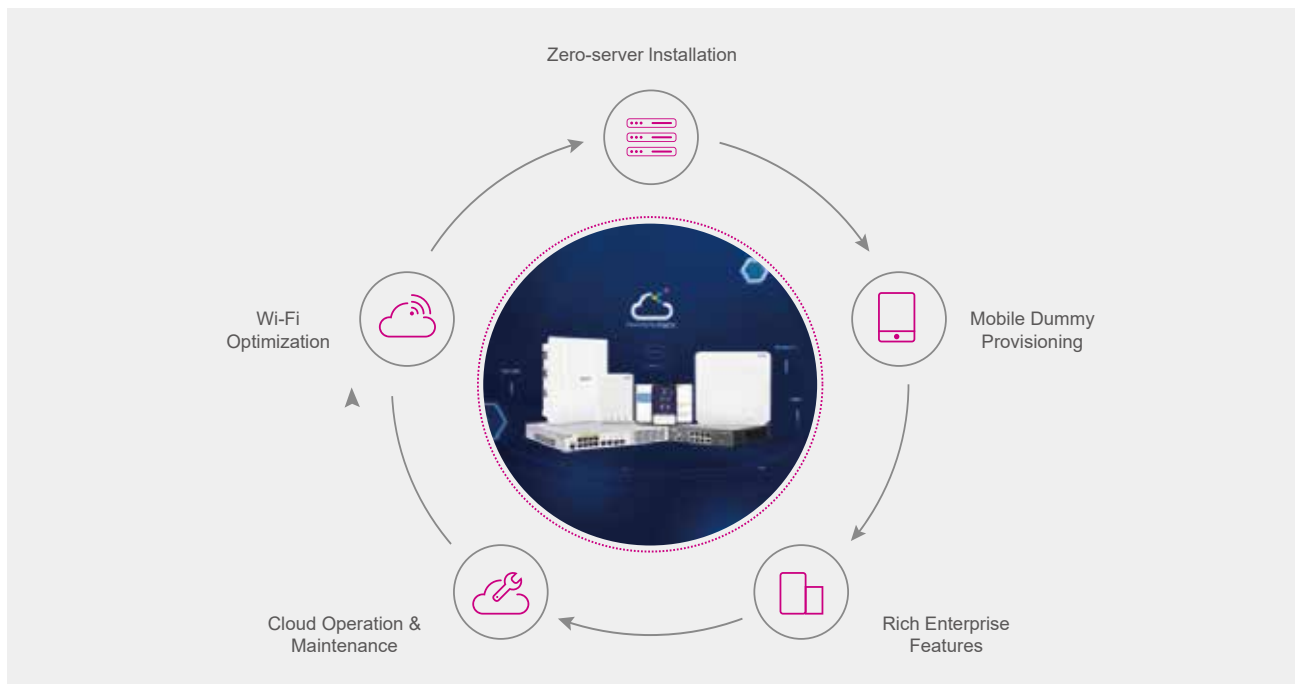 Zero-server Installation
Wi-Fi
Optimization
Mobile Dummy
Provisioning
Cloud Operation &
Maintenance
Rich Enterprise
Features